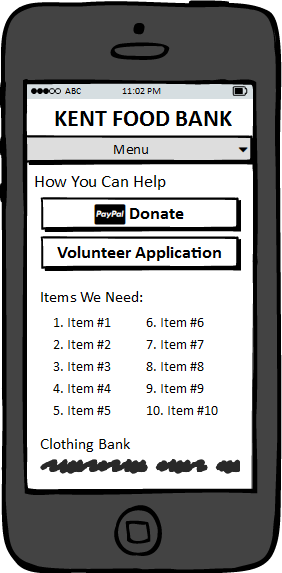 ABC 11:02 PM
KENT FOOD BANK
Menu
How You Can Help
PayPal Donate
Volunteer Application
Items We Need:
1. Item #1 6. Item #6
2. Item #2 7. Item #7
3. Item #3 8. Item #8
4. Item #4 9. Item #9
5. Item #5 10. Item #10
Clothing Bank